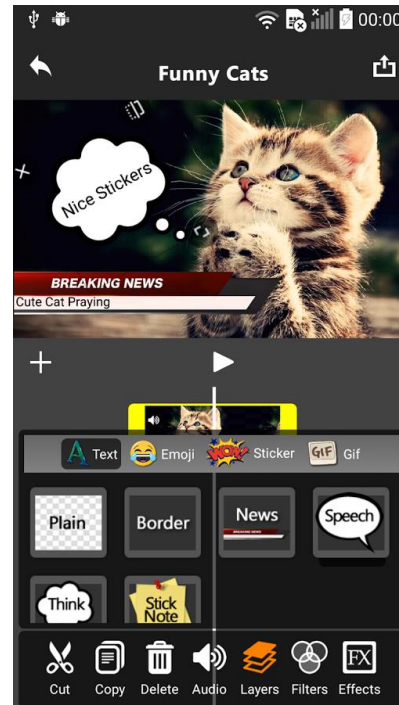 00:00
Funny Cats
Nice Stickers
BREAKING NEWS
Cute Cat Praying
Text
Emoji
WOW!
Sticker
GIF
Gif
Plain
Border
News
BREAKING NEWS
Speech
Think
Stick
Note
FX
Cut
Copy
Delete
Audio
Layers
Filters
Effects